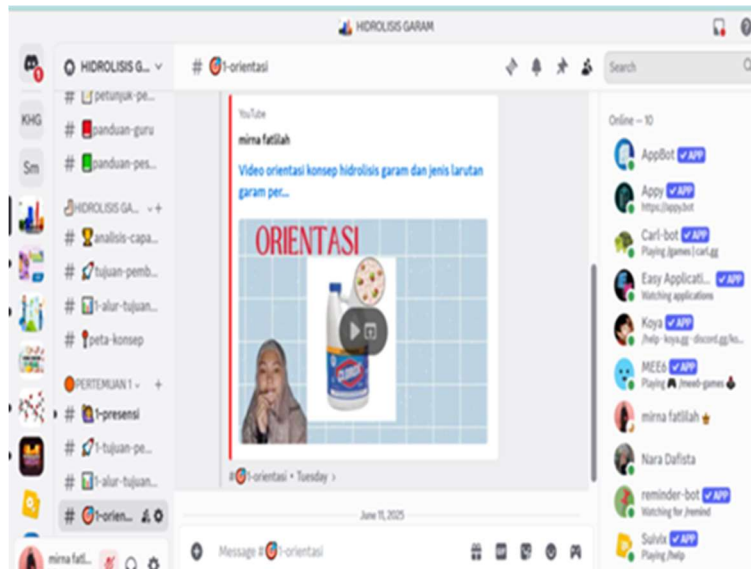 HIDROLISIS GARAM
KHG
Sm
HIDROLISIS G...
# petunjuk-pe...
# panduan-guru
# panduan-pes...
HIDROLISIS GA...
# analisis-capa...
# tujuan-pemb...
# 1-alur-tujuan...
# peta-konsep
PERTEMUAN 1
# 1-presensi
# 1-tujuan-pe...
# 1-alur-tujuan...
# 1-orien...
mirna fatl...
# 1-orientasi
Search
YouTube
mirna fatlilah
Video orientasi konsep hidrolisis garam dan jenis larutan
garam per...
ORIENTASI
CLOROX
#1-orientasi • Tuesday
June 11, 2025
Message #1-orientasi
GIF
Online — 10
AppBot ✓ APP
Appy ✓ APP
https://appy.bot
Carl-bot ✓ APP
Playing /games | carl.gg
Easy Applicati... ✓ APP
Watching applications
Koya ✓ APP
/help - koya.gg - discord.gg/ko...
MEE6 ✓ APP
Playing /mee6-games
mirna fatlilah
Nara Dafista
reminder-bot ✓ APP
Watching for /remind
Suivix ✓ APP
Playing /help